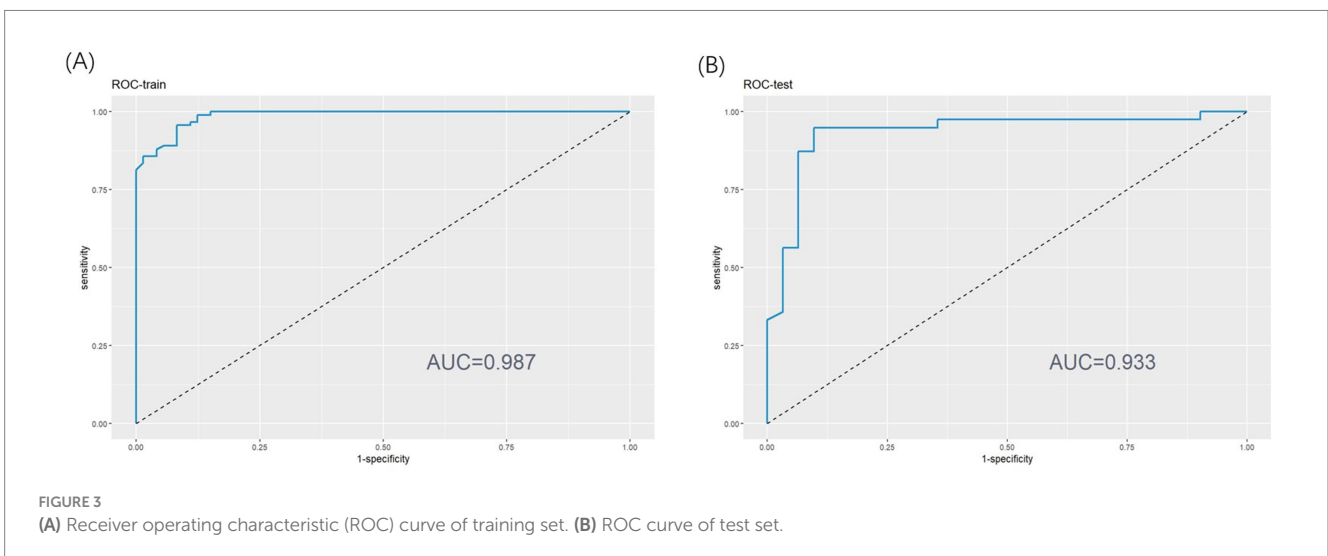 (A)
ROC-train
1.00
0.75
0.50
0.25
0.00
sensitivity
AUC=0.987
0.00 0.25 0.50 0.75 1.00
1-specificity
(B)
ROC-test
1.00
0.75
0.50
0.25
0.00
sensitivity
AUC=0.933
0.00 0.25 0.50 0.75 1.00
1-specificity
FIGURE 3
(A) Receiver operating characteristic (ROC) curve of training set. (B) ROC curve of test set.